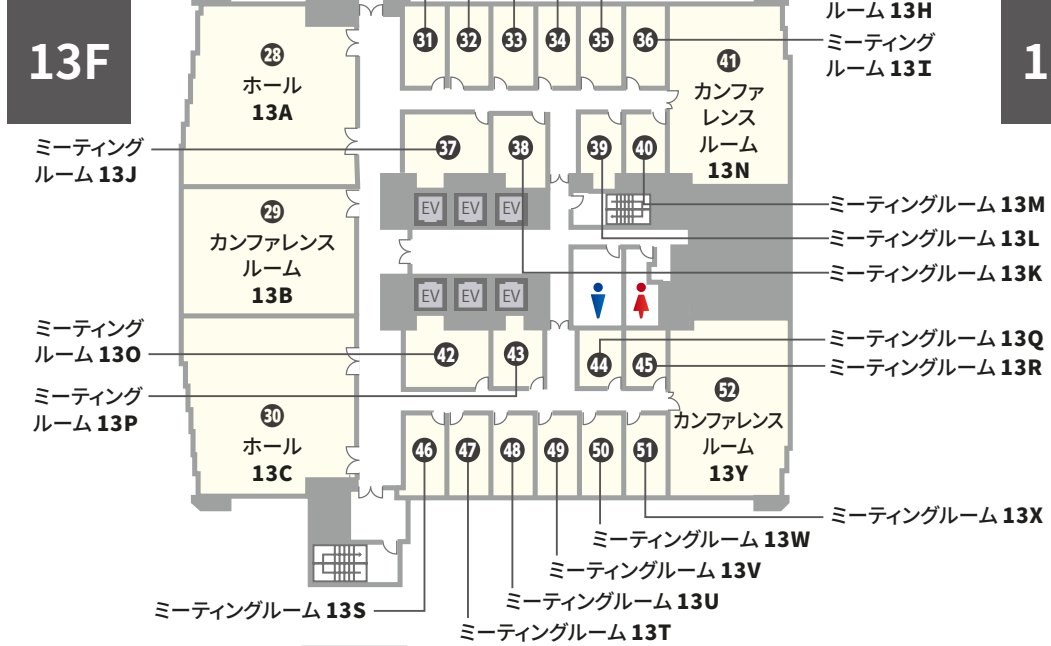 13F
1
ルーム 13H
ミーティング
ルーム 13I
31
32
33
34
35
36
28
ホール
13A
41
カンファ
レンス
ルーム
13N
ミーティング
ルーム 13J
37
38
39
40
29
カンファレンス
ルーム
13B
EV
EV
EV
ミーティングルーム 13M
ミーティングルーム 13L
ミーティングルーム 13K
EV
EV
EV
ミーティング
ルーム 13O
42
43
44
45
ミーティングルーム 13Q
ミーティングルーム 13R
ミーティング
ルーム 13P
30
ホール
13C
52
カンファレンス
ルーム
13Y
46
47
48
49
50
51
ミーティングルーム 13X
ミーティングルーム 13W
ミーティングルーム 13V
ミーティングルーム 13U
ミーティングルーム 13S
ミーティングルーム 13T